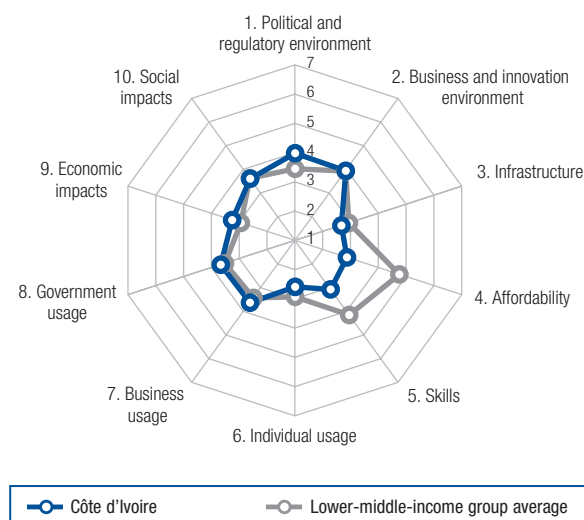 1. Political and
regulatory environment
2. Business and innovation
environment
3. Infrastructure
4. Affordability
5. Skills
6. Individual usage
7. Business
usage
8. Government
usage
9. Economic
impacts
10. Social
impacts
7
6
5
4
3
2
1
Côte d'Ivoire
Lower-middle-income group average